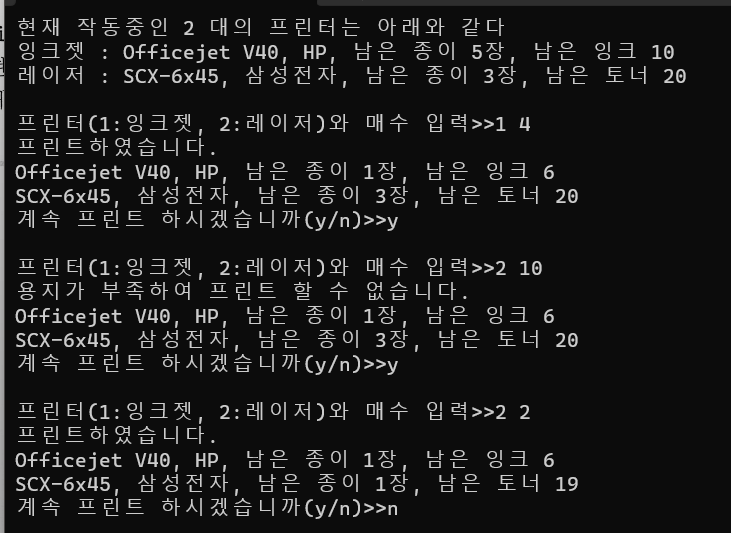 현재 작동중인 2 대의 프린터는 아래와 같다
잉크젯 : Officejet V40, HP, 남은 종이 5장, 남은 잉크 10
레이저 : SCX-6x45, 삼성전자, 남은 종이 3장, 남은 토너 20
프린터(1:잉크젯, 2:레이저)와 매수 입력>>1 4
프린트하였습니다.
Officejet V40, HP, 남은 종이 1장, 남은 잉크 6
SCX-6x45, 삼성전자, 남은 종이 3장, 남은 토너 20
계속 프린트 하시겠습니까(y/n)>>y
프린터(1:잉크젯, 2:레이저)와 매수 입력>>2 10
용지가 부족하여 프린트 할 수 없습니다.
Officejet V40, HP, 남은 종이 1장, 남은 잉크 6
SCX-6x45, 삼성전자, 남은 종이 3장, 남은 토너 20
계속 프린트 하시겠습니까(y/n)>>y
프린터(1:잉크젯, 2:레이저)와 매수 입력>>2 2
프린트하였습니다.
Officejet V40, HP, 남은 종이 1장, 남은 잉크 6
SCX-6x45, 삼성전자, 남은 종이 1장, 남은 토너 19
계속 프린트 하시겠습니까(y/n)>>n